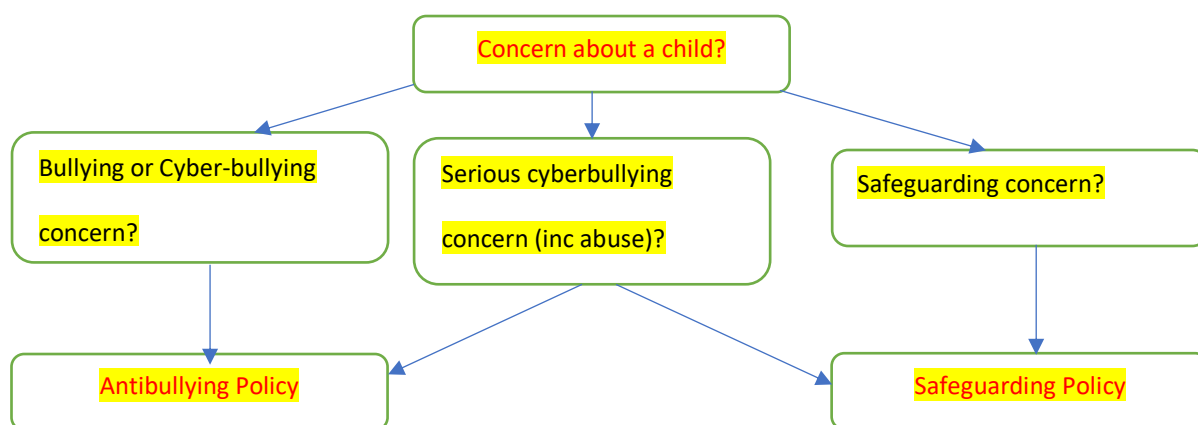 Concern about a child?
Bullying or Cyber-bullying
concern?
Serious cyberbullying
concern (inc abuse)?
Safeguarding concern?
Antibullying Policy
Safeguarding Policy